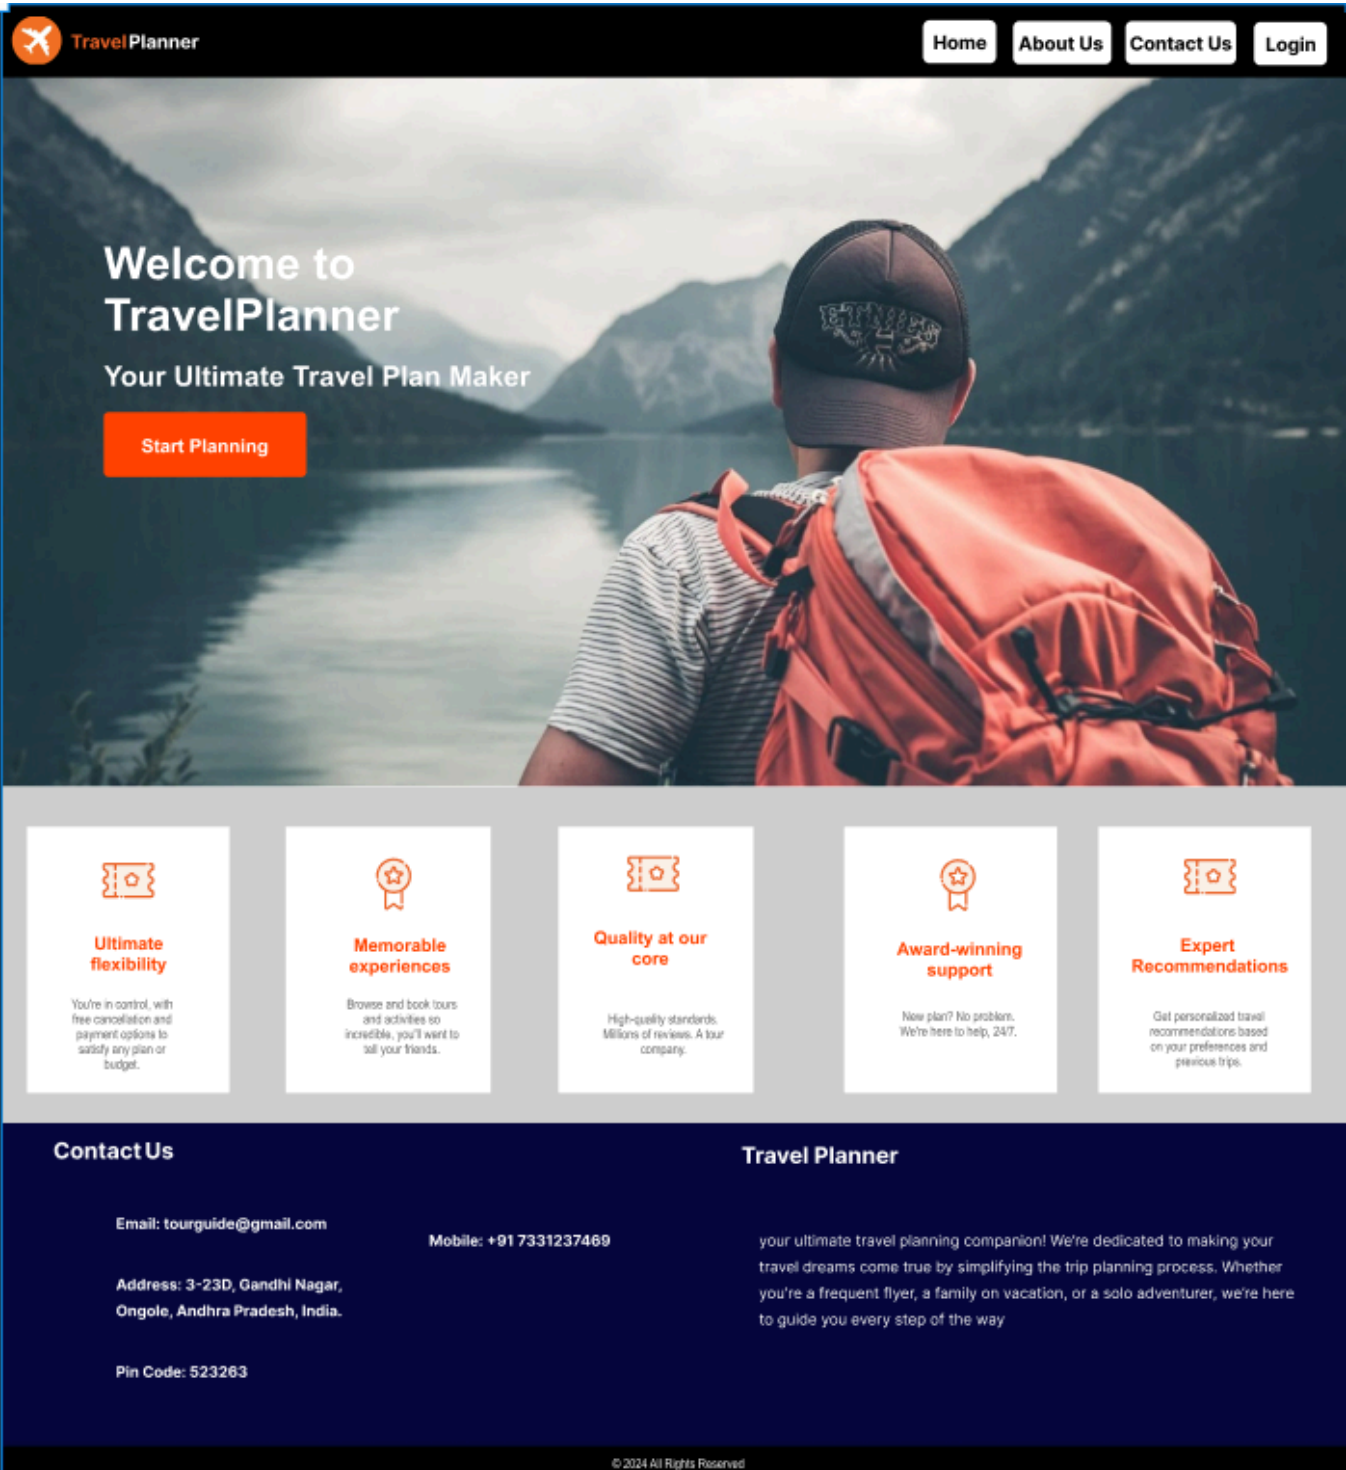 TravelPlanner
Home
About Us
Contact Us
Login
Welcome to
TravelPlanner
Your Ultimate Travel Plan Maker
Start Planning
ETNIES
Ultimate
flexibility
You're in control, with
free cancellation and
payment options to
satisfy any plan or
budget.
Memorable
experiences
Browse and book tours
and activities so
incredible, you'll want to
tell your friends.
Quality at our
core
High-quality standards.
Millions of reviews. A tour
company.
Award-winning
support
New plan? No problem.
We're here to help, 24/7.
Expert
Recommendations
Get personalized travel
recommendations based
on your preferences and
previous trips.
Contact Us
Email: tourguide@gmail.com
Mobile: +91 7331237469
Address: 3-23D, Gandhi Nagar,
Ongole, Andhra Pradesh, India.
Pin Code: 523263
Travel Planner
your ultimate travel planning companion! We're dedicated to making your
travel dreams come true by simplifying the trip planning process. Whether
you're a frequent flyer, a family on vacation, or a solo adventurer, we're here
to guide you every step of the way
© 2024 All Rights Reserved